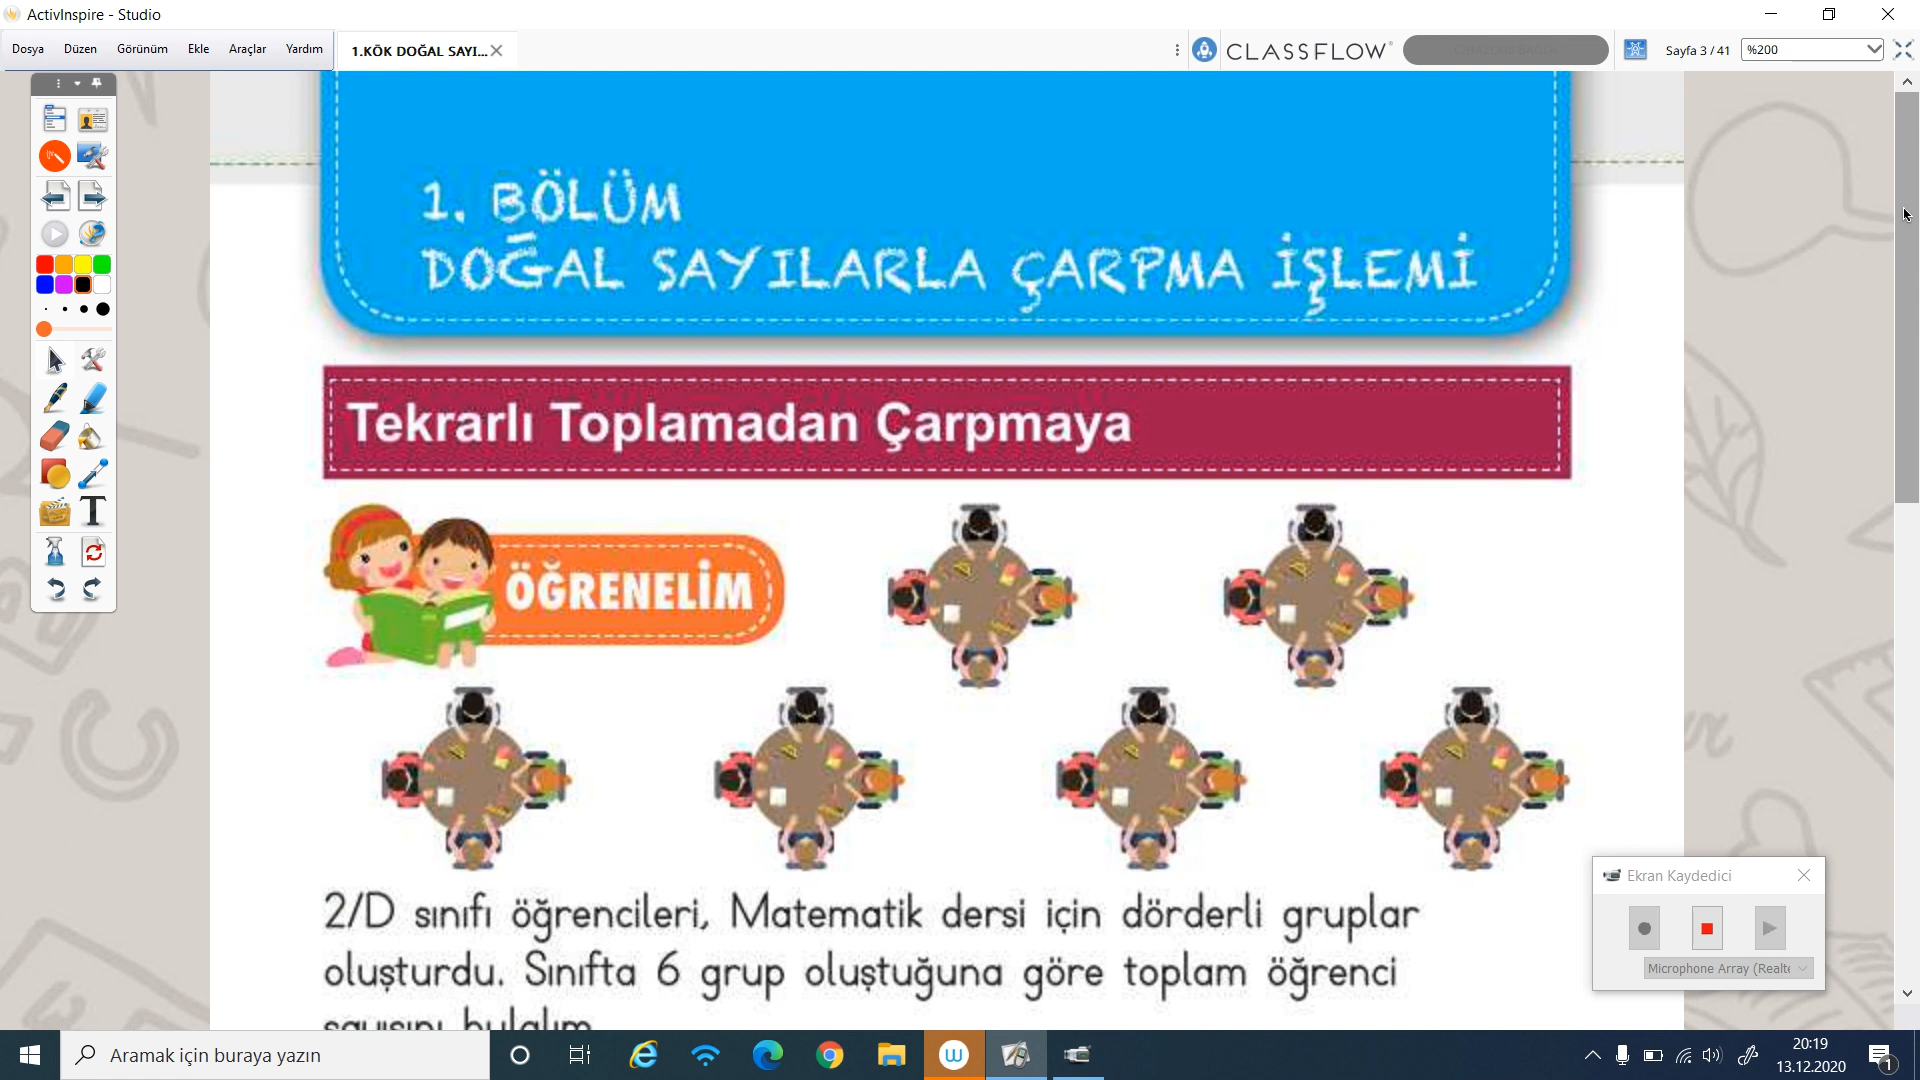 ActivInspire - Studio
Dosya Düzen Görünüm Ekle Araçlar Yardım
1.KÖK DOĞAL SAYI...
CLASSFLOW
Sayfa 3 / 41
%200
1. BÖLÜM
DOĞAL SAYILARLA ÇARPMA İŞLEMİ
Tekrarlı Toplamadan Çarpmaya
ÖĞRENELİM
2/D sınıfı öğrencileri, Matematik dersi için dörderli gruplar
oluşturdu. Sınıfta 6 grup oluştuğuna göre toplam öğrenci
sayısını bulalım.
Ekran Kaydedici
Microphone Array (Realte
Aramak için buraya yazın
20:19
13.12.2020
1